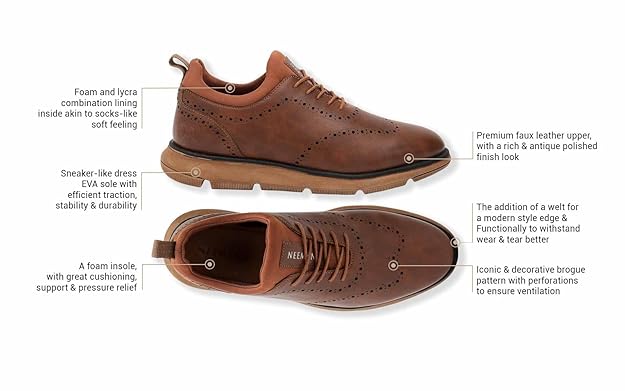 Foam and lycra
combination lining
inside akin to socks-like
soft feeling
Sneaker-like dress
EVA sole with
efficient traction,
stability & durability
A foam insole,
with great cushioning,
support & pressure relief
Premium faux leather upper,
with a rich & antique polished
finish look
The addition of a welt for
a modern style edge &
Functionally to withstand
wear & tear better
Iconic & decorative brogue
pattern with perforations
to ensure ventilation